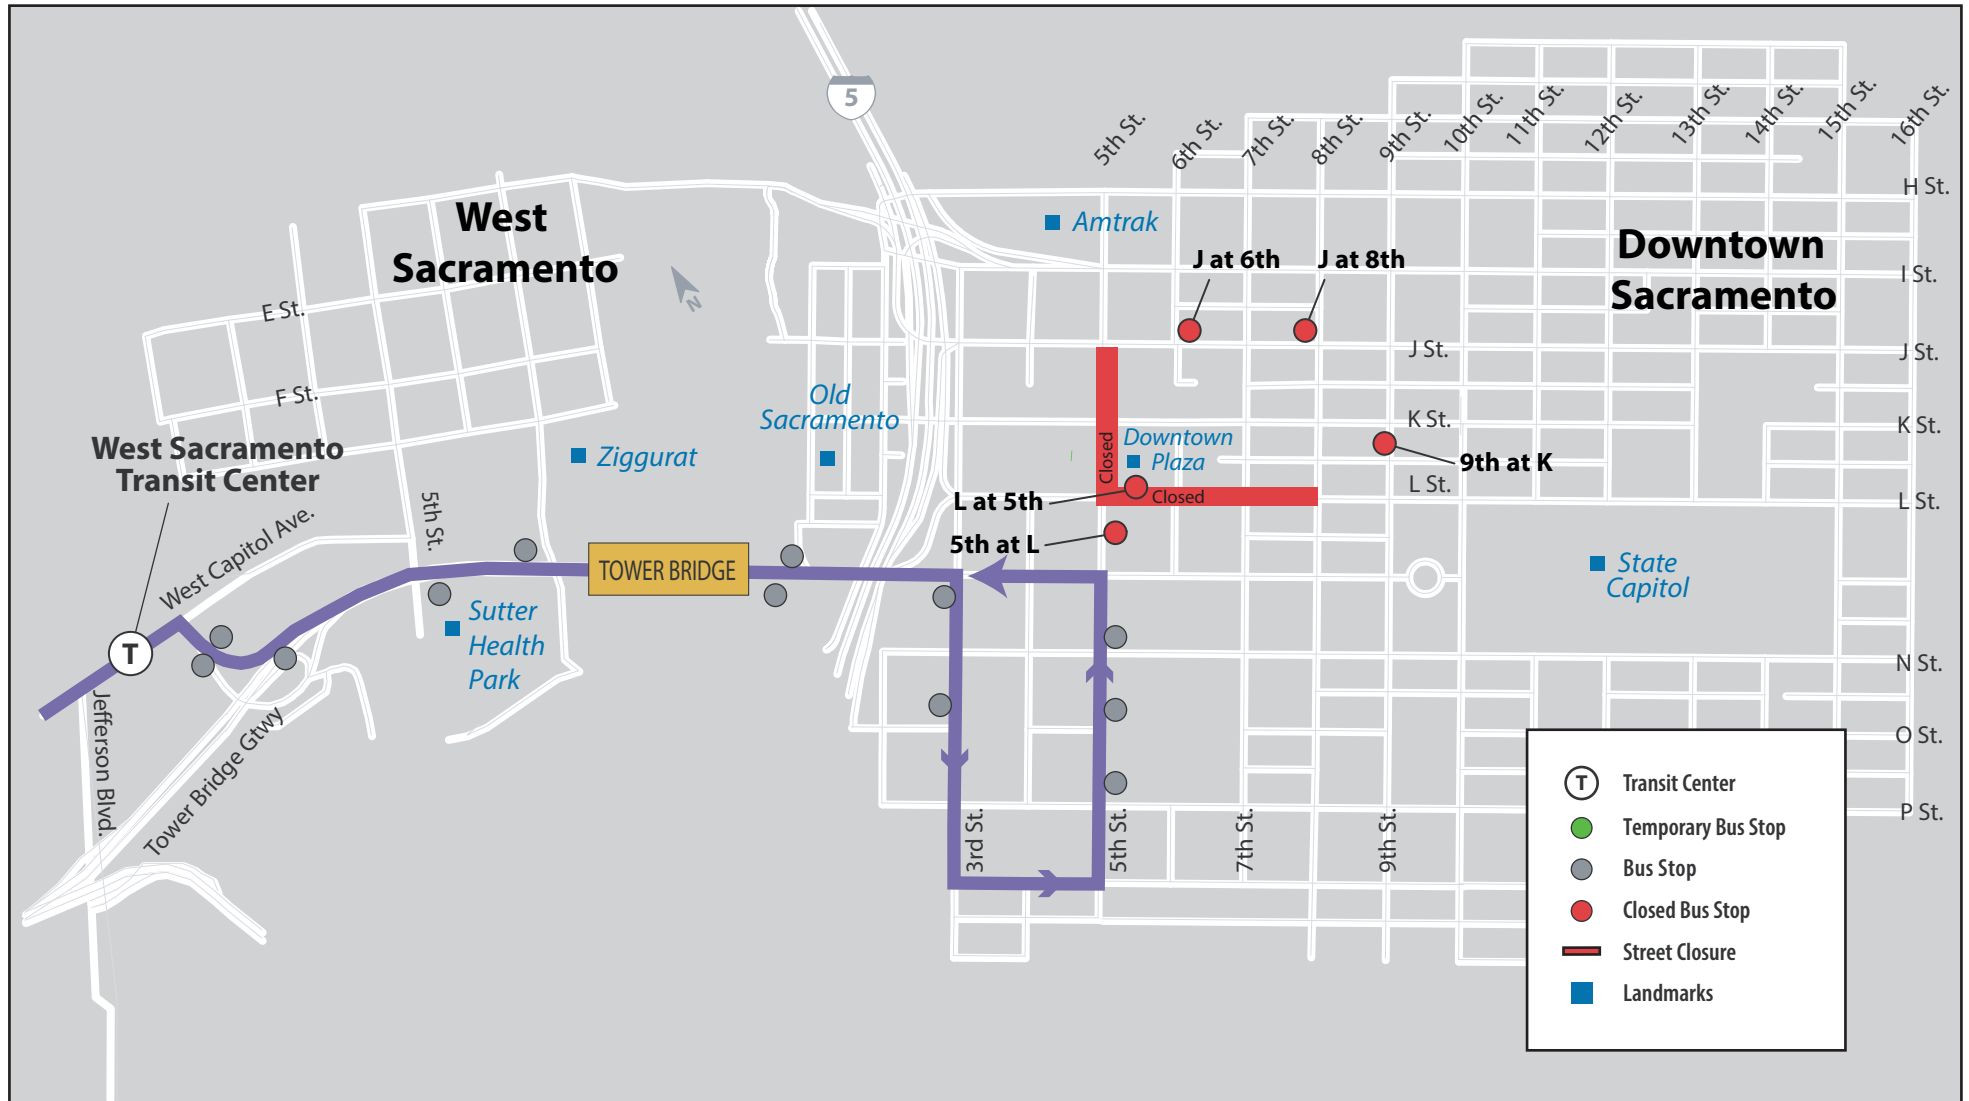 5
5th St.
6th St.
7th St.
8th St.
9th St.
10th St.
11th St.
12th St.
13th St.
14th St.
15th St.
16th St.
H St.
West
Sacramento
Amtrak
Downtown
Sacramento
J at 6th
J at 8th
I St.
N
E St.
J St.
J St.
F St.
Old
Sacramento
K St.
K St.
West Sacramento
Transit Center
Ziggurat
Closed
Downtown
Plaza
9th at K
L St.
L St.
L at 5th
Closed
5th St.
West Capitol Ave.
5th at L
TOWER BRIDGE
State
Capitol
Sutter
Health
Park
T
N St.
Jefferson Blvd.
Tower Bridge Gtwy
O St.
P St.
3rd St.
5th St.
7th St.
9th St.
T
Transit Center
Temporary Bus Stop
Bus Stop
Closed Bus Stop
Street Closure
Landmarks